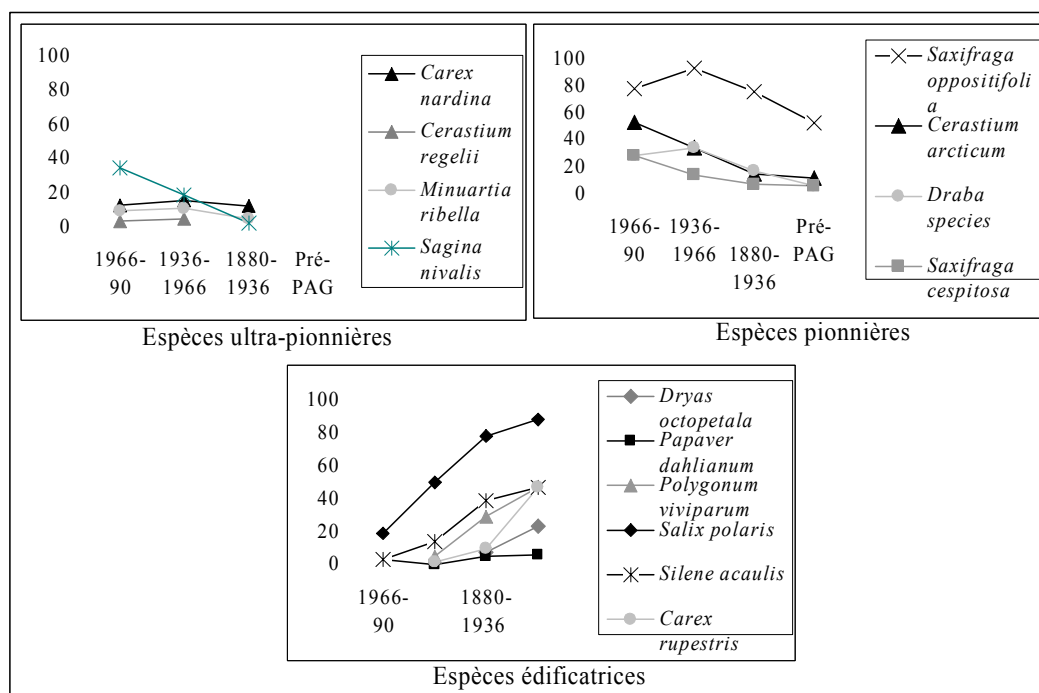 100
80
60
40
20
0
1966-
90
1936-
1966
1880-
1936
Pré-
PAG
Carex
nardina
Cerastium
regelii
Minuartia
ribella
Sagina
nivalis
Espèces ultra-pionnières
100
80
60
40
20
0
1966-
90
1936-
1966
1880-
1936
Pré-
PAG
Saxifraga
oppositifoli
a
Cerastium
arcticum
Draba
species
Saxifraga
cespitosa
Espèces pionnières
100
80
60
40
20
0
1966-
90
1880-
1936
Dryas
octopetala
Papaver
dahlianum
Polygonum
viviparum
Salix polaris
Silene acaulis
Carex
rupestris
Espèces édificatrices